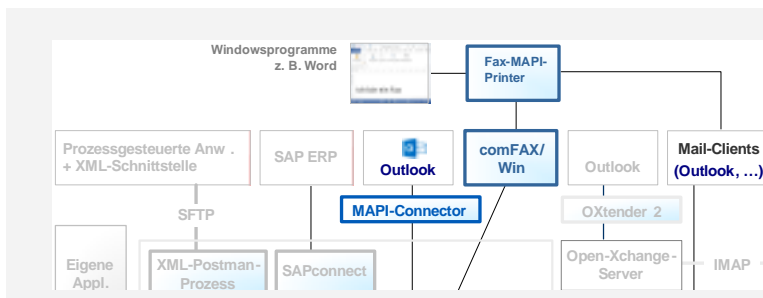 Windowsprogramme
z. B. Word
Fax-MAPI-
Printer
Prozessgesteuerte Anw .
+ XML-Schnittstelle
SAP ERP
Outlook
comFAX/
Win
Outlook
Mail-Clients
(Outlook, ...)
SFTP
MAPI-Connector
OXtender 2
Eigene
Appl.
XML-Postman-
Prozess
SAPconnect
Open-Xchange-
Server
IMAP